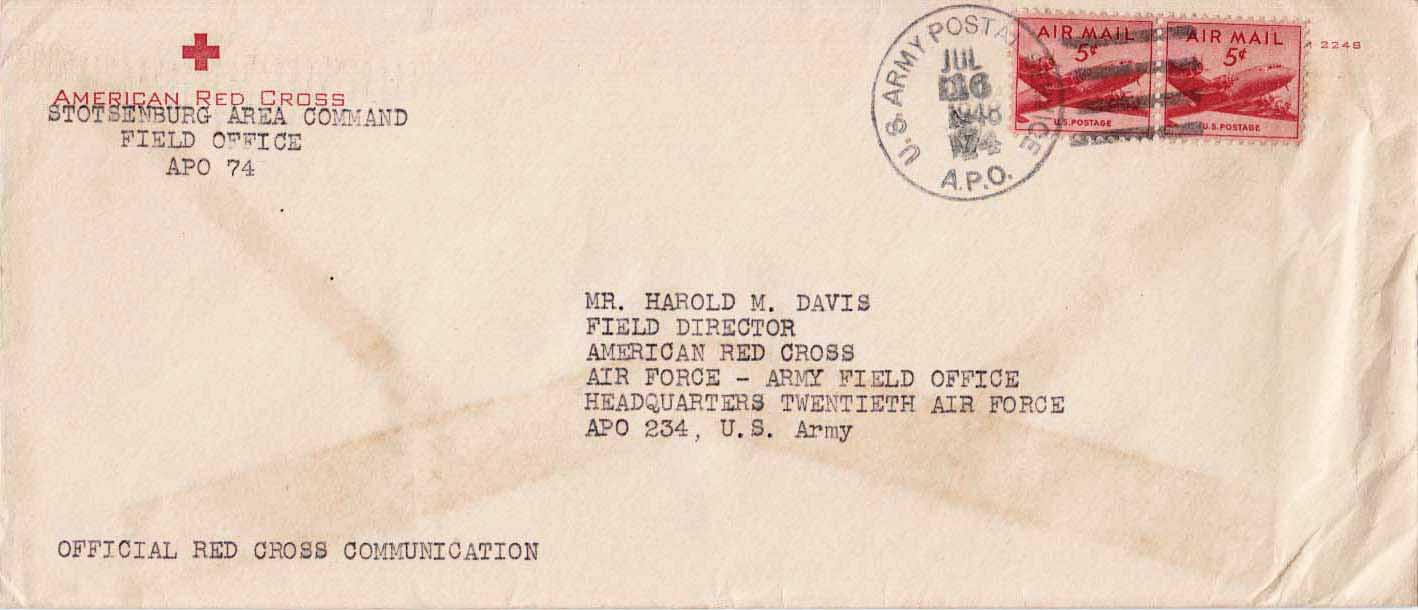 AMERICAN RED CROSS
STOTSENBURG AREA COMMAND
FIELD OFFICE
APO 74
U.S. ARMY POSTAL
JUL
16
1948
74
A.P.O.
AIR MAIL
5¢
U.S. POSTAGE
AIR MAIL
5¢
U.S. POSTAGE
2248
MR. HAROLD M. DAVIS
FIELD DIRECTOR
AMERICAN RED CROSS
AIR FORCE - ARMY FIELD OFFICE
HEADQUARTERS TWENTIETH AIR FORCE
APO 234, U.S. Army
OFFICIAL RED CROSS COMMUNICATION